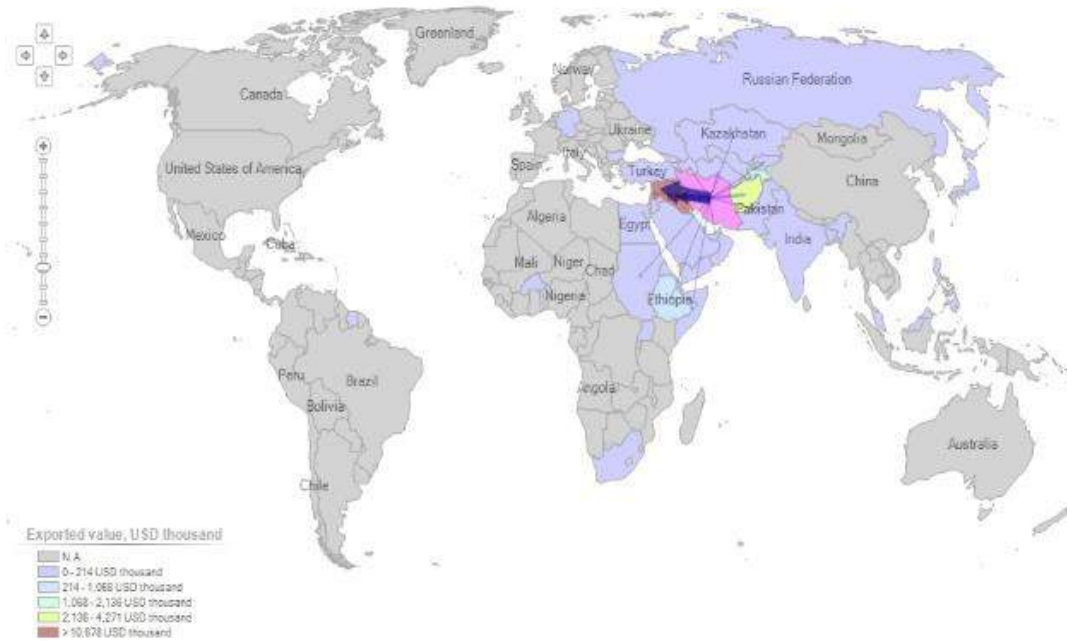 Greenland
Norway
Russian Federation
Canada
Ukraine
Kazakhstan
Mongolia
Spain
Italy
United States of America
Turkey
China
Algeria
Egypt
Pakistan
Mexico
Cuba
India
Mali
Niger
Chad
Nigeria
Ethiopia
Peru
Brazil
Angola
Bolivia
Australia
Chile
Exported value, USD thousand
N.A
0 - 214 USD thousand
214 - 1,068 USD thousand
1,068 - 2,136 USD thousand
2,136 - 4,271 USD thousand
> 10,678 USD thousand